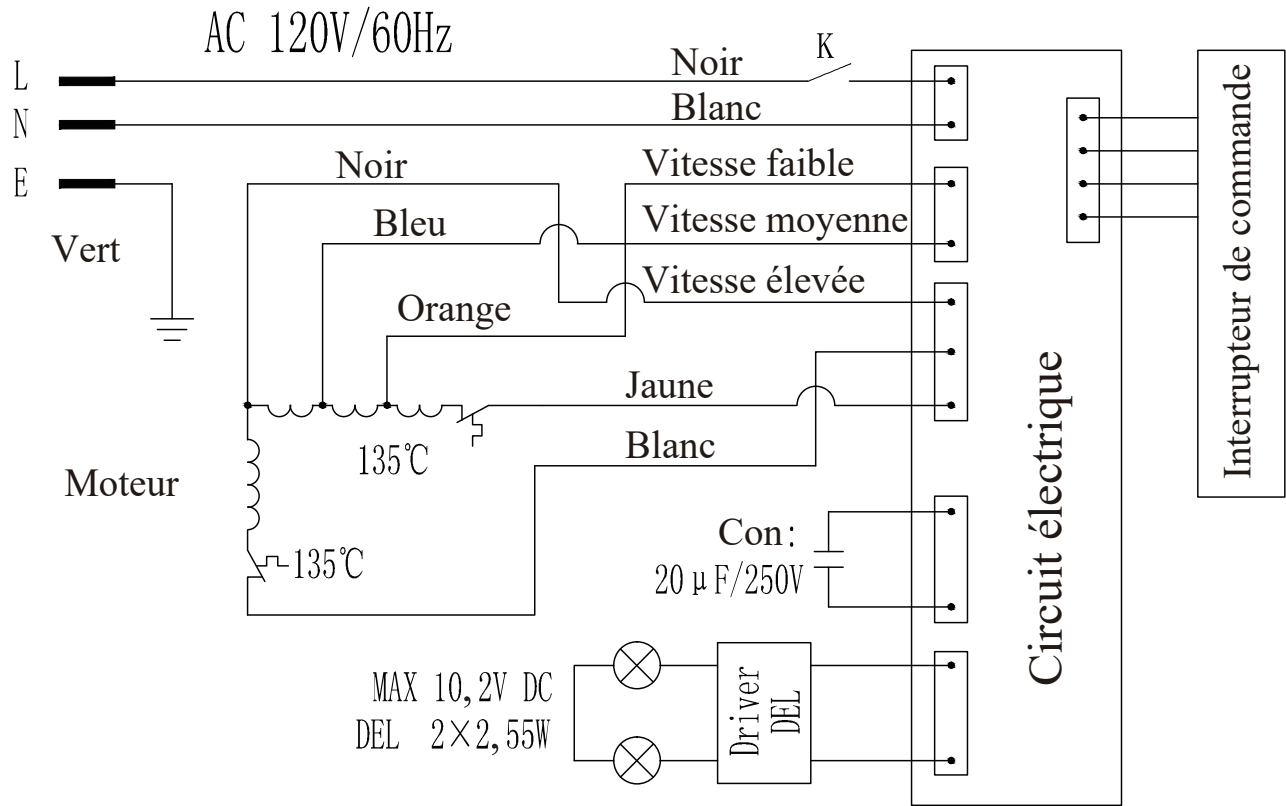 AC 120V/60Hz
K
L
Noir
N
Blanc
E
Noir
Vitesse faible
Vert
Bleu
Vitesse moyenne
Orange
Vitesse élevée
Jaune
135℃
Blanc
Moteur
135℃
Con:
20μF/250V
MAX 10,2V DC
DEL 2×2,55W
Driver
DEL
Circuit électrique
Interrupteur de commande